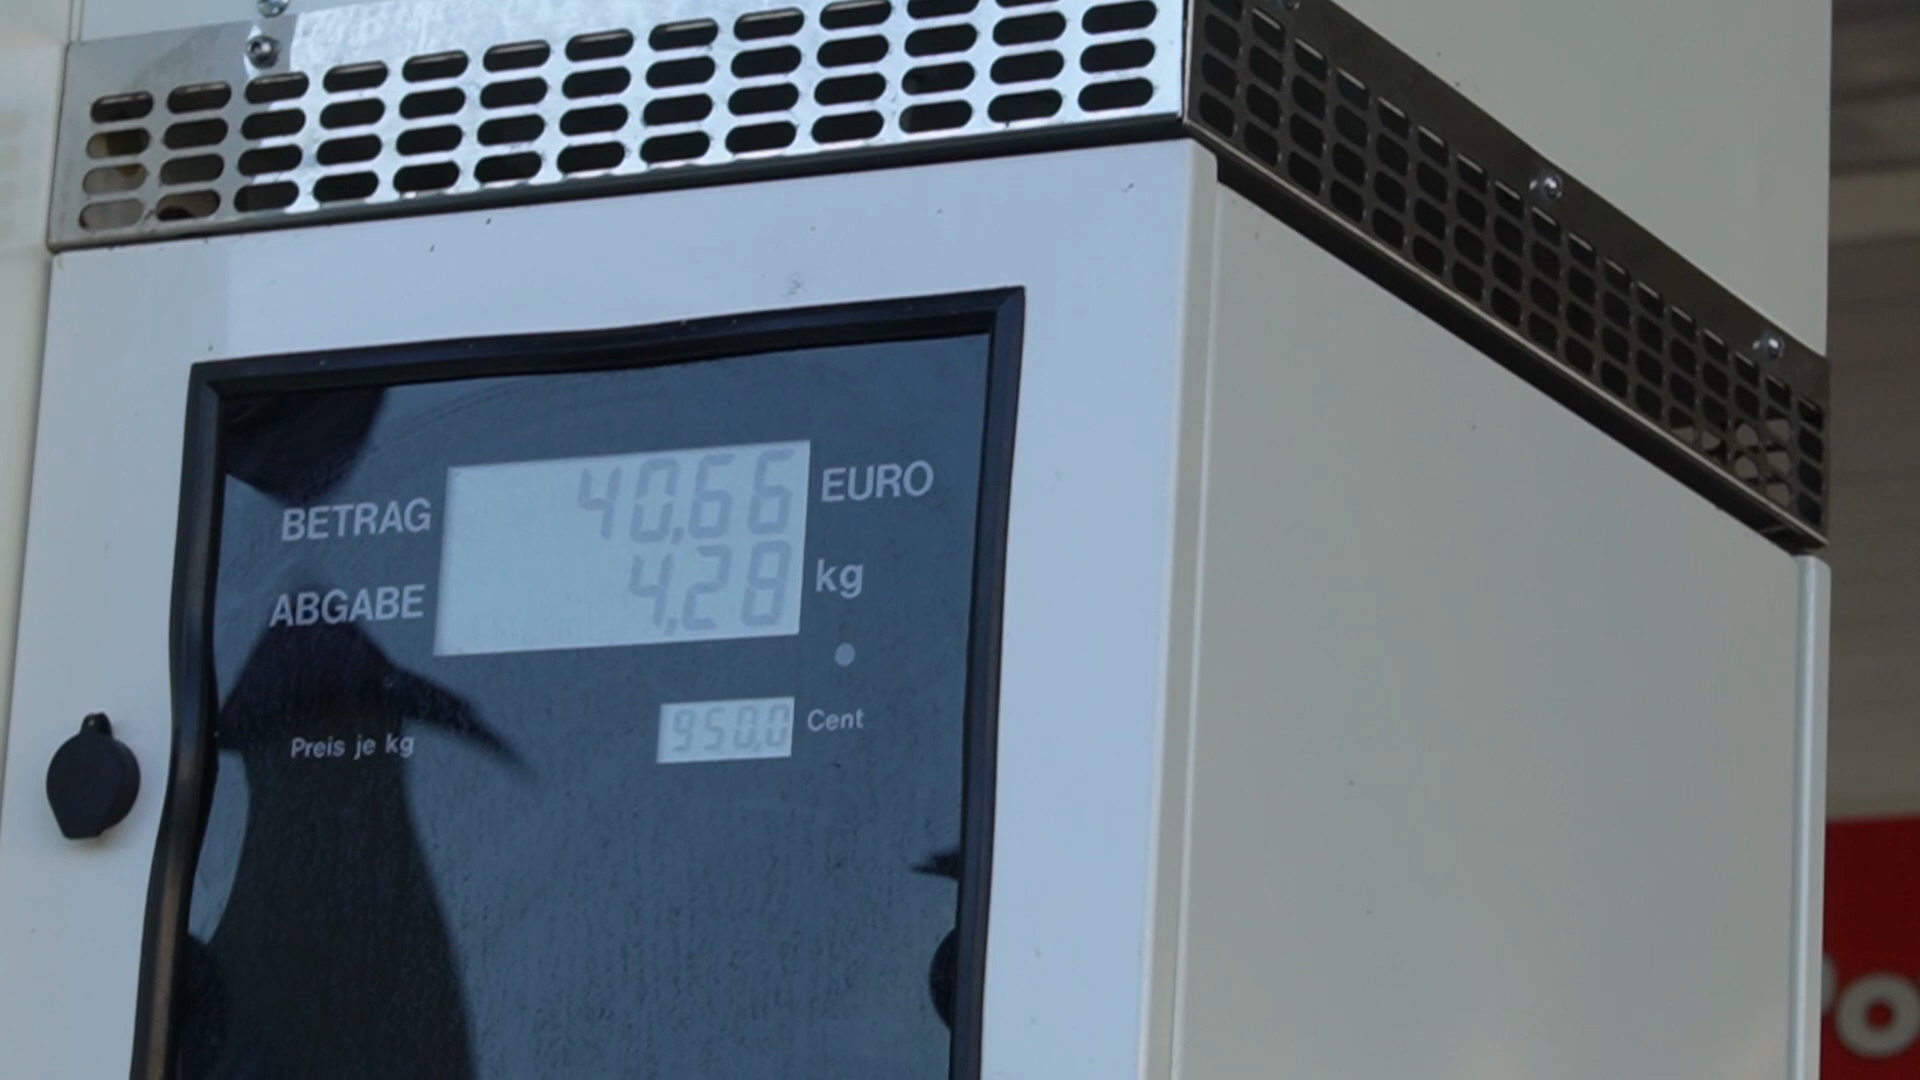 BETRAG 40,66 EURO
ABGABE 4,28 kg
Preis je kg 950,0 Cent